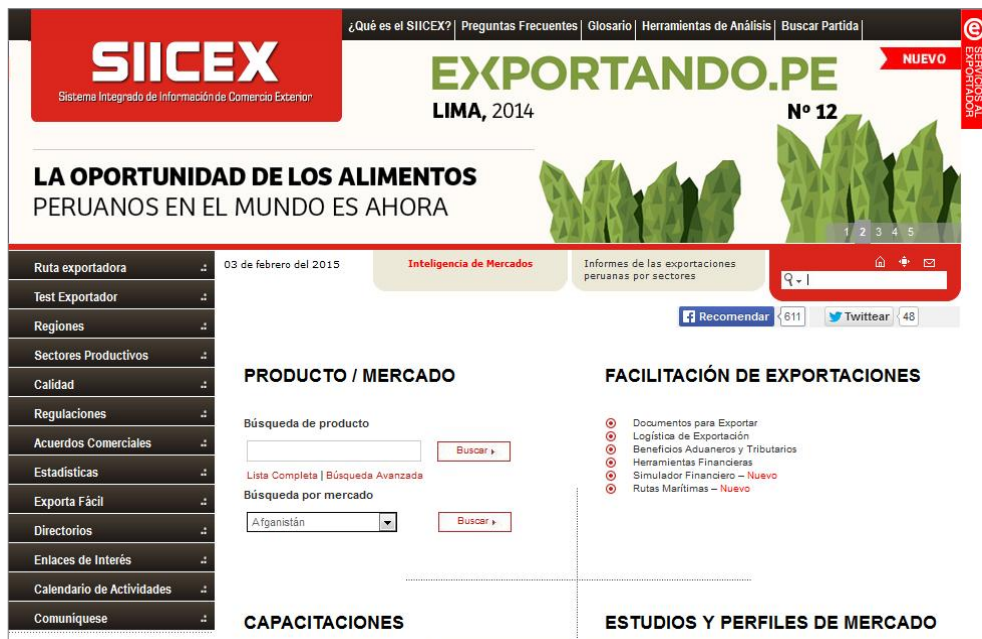 ¿Qué es el SIICEX?| Preguntas Frecuentes| Glosario| Herramientas de Análisis| Buscar Partida|
SIICEX
Sistema Integrado de Información de Comercio Exterior
EXPORTANDO.PE
NUEVO
LIMA, 2014
Nº 12
SERVICIOS AL
EXPORTADOR
LA OPORTUNIDAD DE LOS ALIMENTOS
PERUANOS EN EL MUNDO ES AHORA
1 2 3 4 5
Ruta exportadora
Test Exportador
Regiones
Sectores Productivos
Calidad
Regulaciones
Acuerdos Comerciales
Estadísticas
Exporta Fácil
Directorios
Enlaces de Interés
Calendario de Actividades
Comuníquese
03 de febrero del 2015
Inteligencia de Mercados
Informes de las exportaciones
peruanas por sectores
Recomendar 611
Twittear 48
PRODUCTO / MERCADO
Búsqueda de producto
Buscar
Lista Completa | Búsqueda Avanzada
Búsqueda por mercado
Afganistán
Buscar
FACILITACIÓN DE EXPORTACIONES
Documentos para Exportar
Logística de Exportación
Beneficios Aduaneros y Tributarios
Herramientas Financieras
Simulador Financiero – Nuevo
Rutas Marítimas – Nuevo
CAPACITACIONES
ESTUDIOS Y PERFILES DE MERCADO